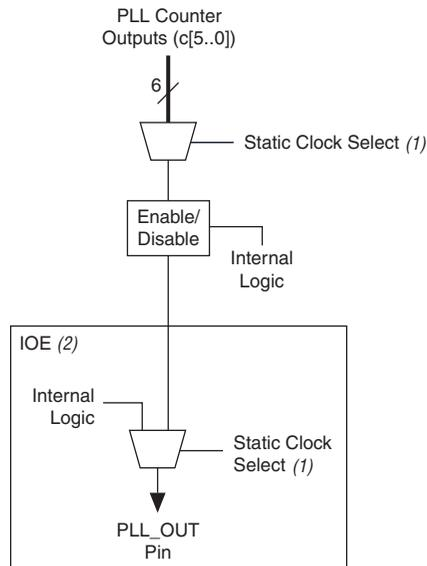 PLL Counter
Outputs (c[5..0])
6
Static Clock Select (1)
Enable/
Disable
Internal
Logic
IOE (2)
Internal
Logic
Static Clock
Select (1)
PLL_OUT
Pin